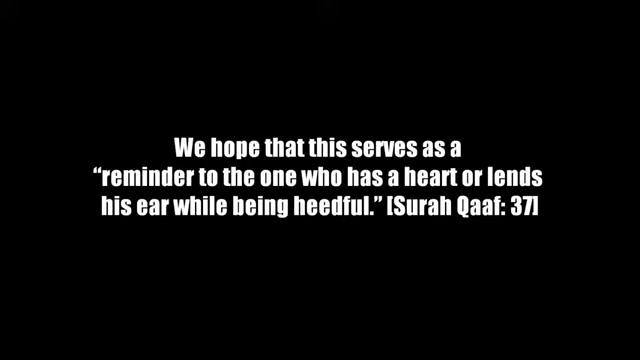 We hope that this serves as a
“reminder to the one who has a heart or lends
his ear while being heedful.” [Surah Qaaf: 37]